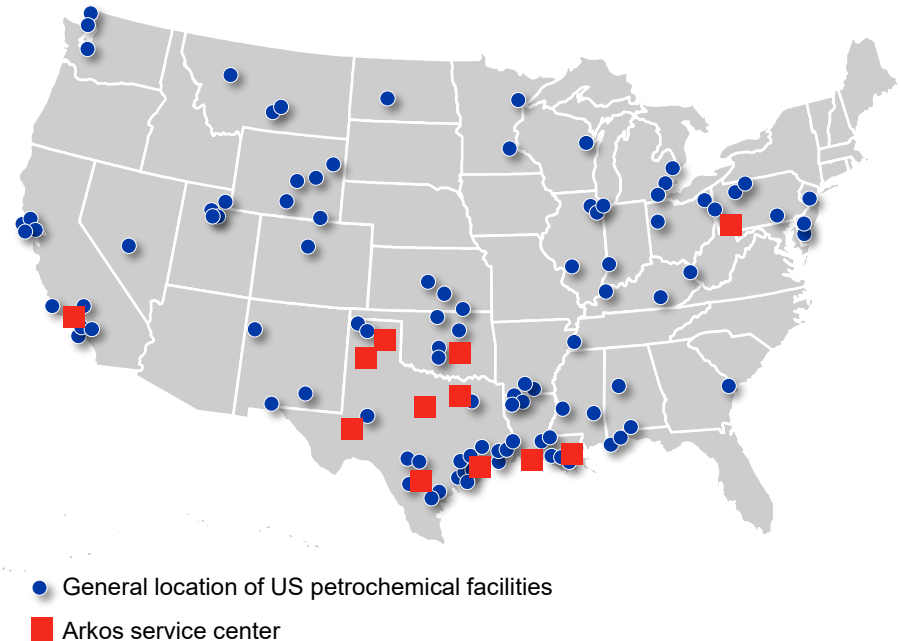 General location of US petrochemical facilities
Arkos service center